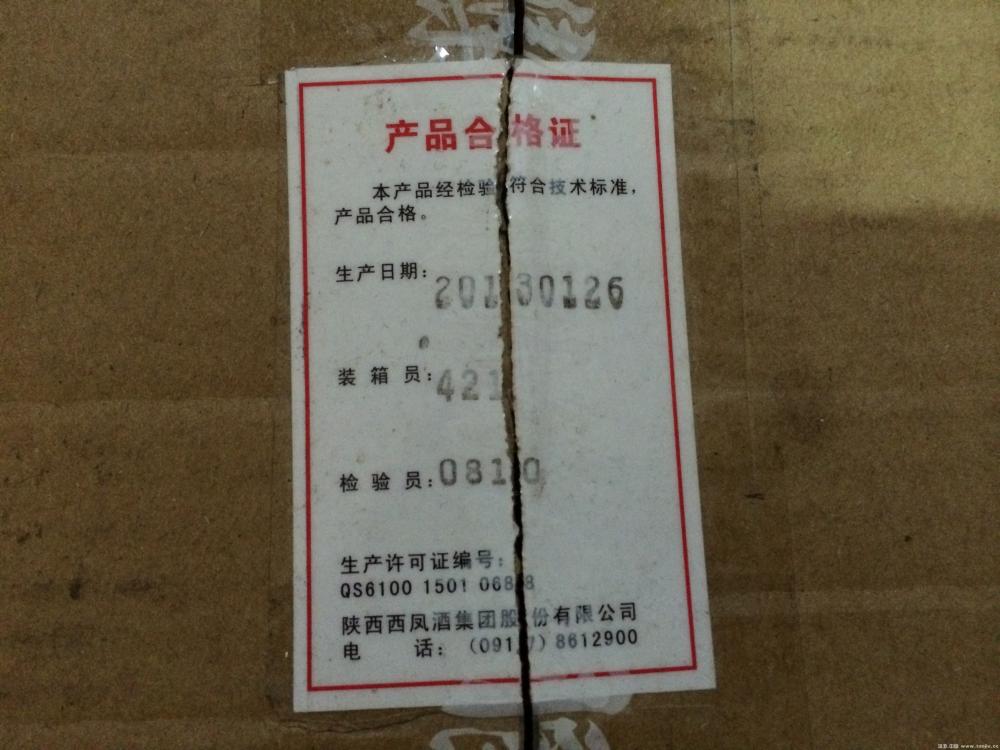 产品合格证
本产品经检验符合技术标准，
产品合格。
生产日期：20130126
装箱员：421
检验员：0810
生产许可证编号：
QS6100 1501 0688
陕西西凤酒集团股份有限公司
电 话：（0917）8612900